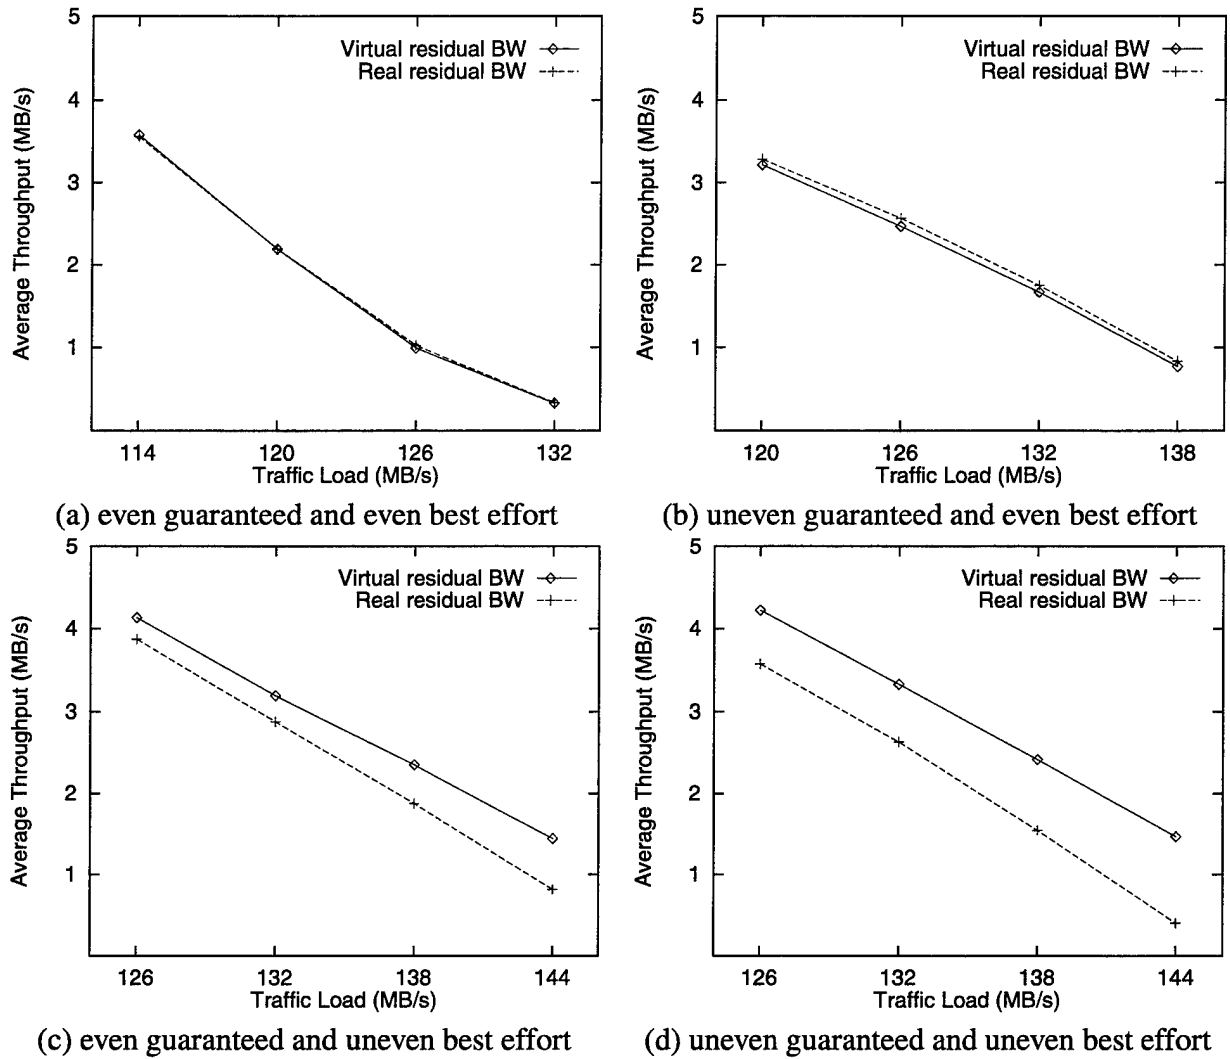 5
4
3
2
1
Average Throughput (MB/s)
Virtual residual BW
Real residual BW
114 120 126 132
Traffic Load (MB/s)
(a) even guaranteed and even best effort
5
4
3
2
1
Average Throughput (MB/s)
Virtual residual BW
Real residual BW
120 126 132 138
Traffic Load (MB/s)
(b) uneven guaranteed and even best effort
5
4
3
2
1
Average Throughput (MB/s)
Virtual residual BW
Real residual BW
126 132 138 144
Traffic Load (MB/s)
(c) even guaranteed and uneven best effort
5
4
3
2
1
Average Throughput (MB/s)
Virtual residual BW
Real residual BW
126 132 138 144
Traffic Load (MB/s)
(d) uneven guaranteed and uneven best effort